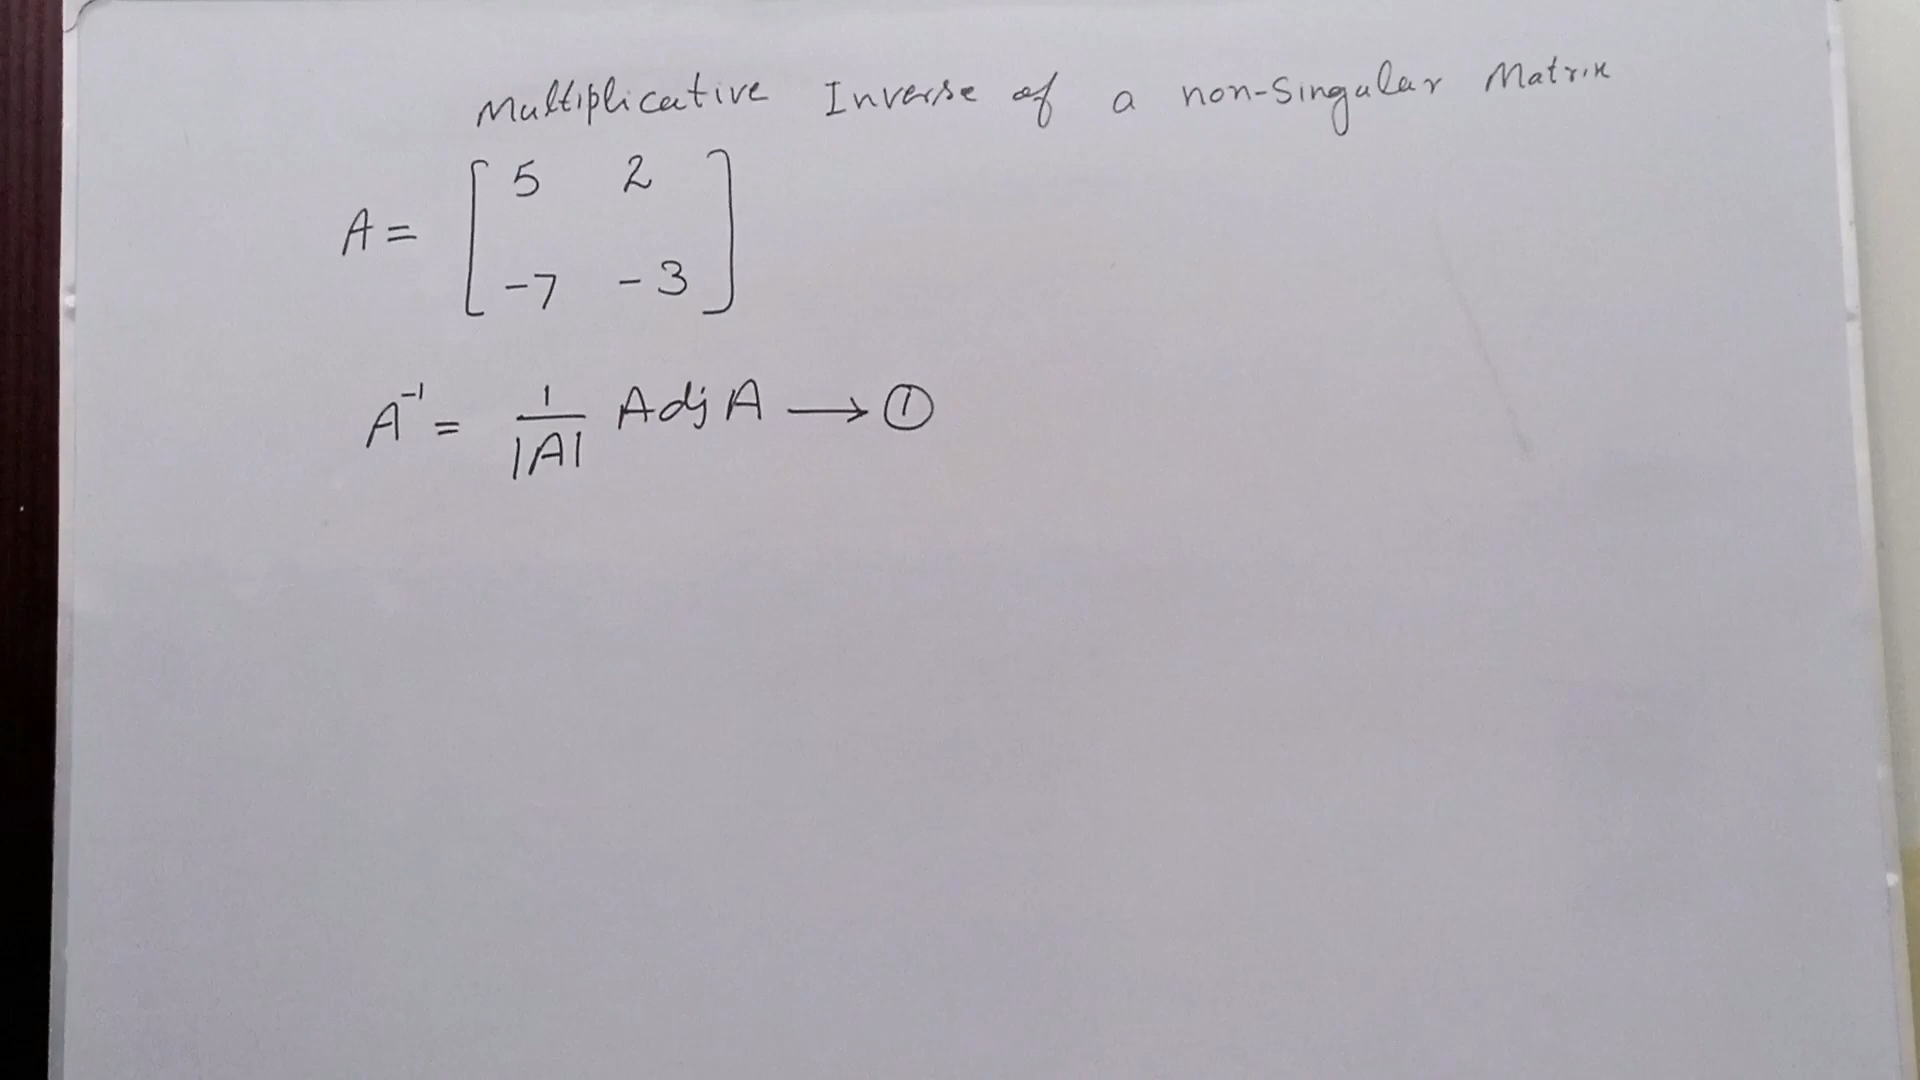 Multiplicative Inverse of a non-Singular Matrix
A = [ 5 2
-7 -3 ]
A⁻¹ = 1/|A| Adj A → ①